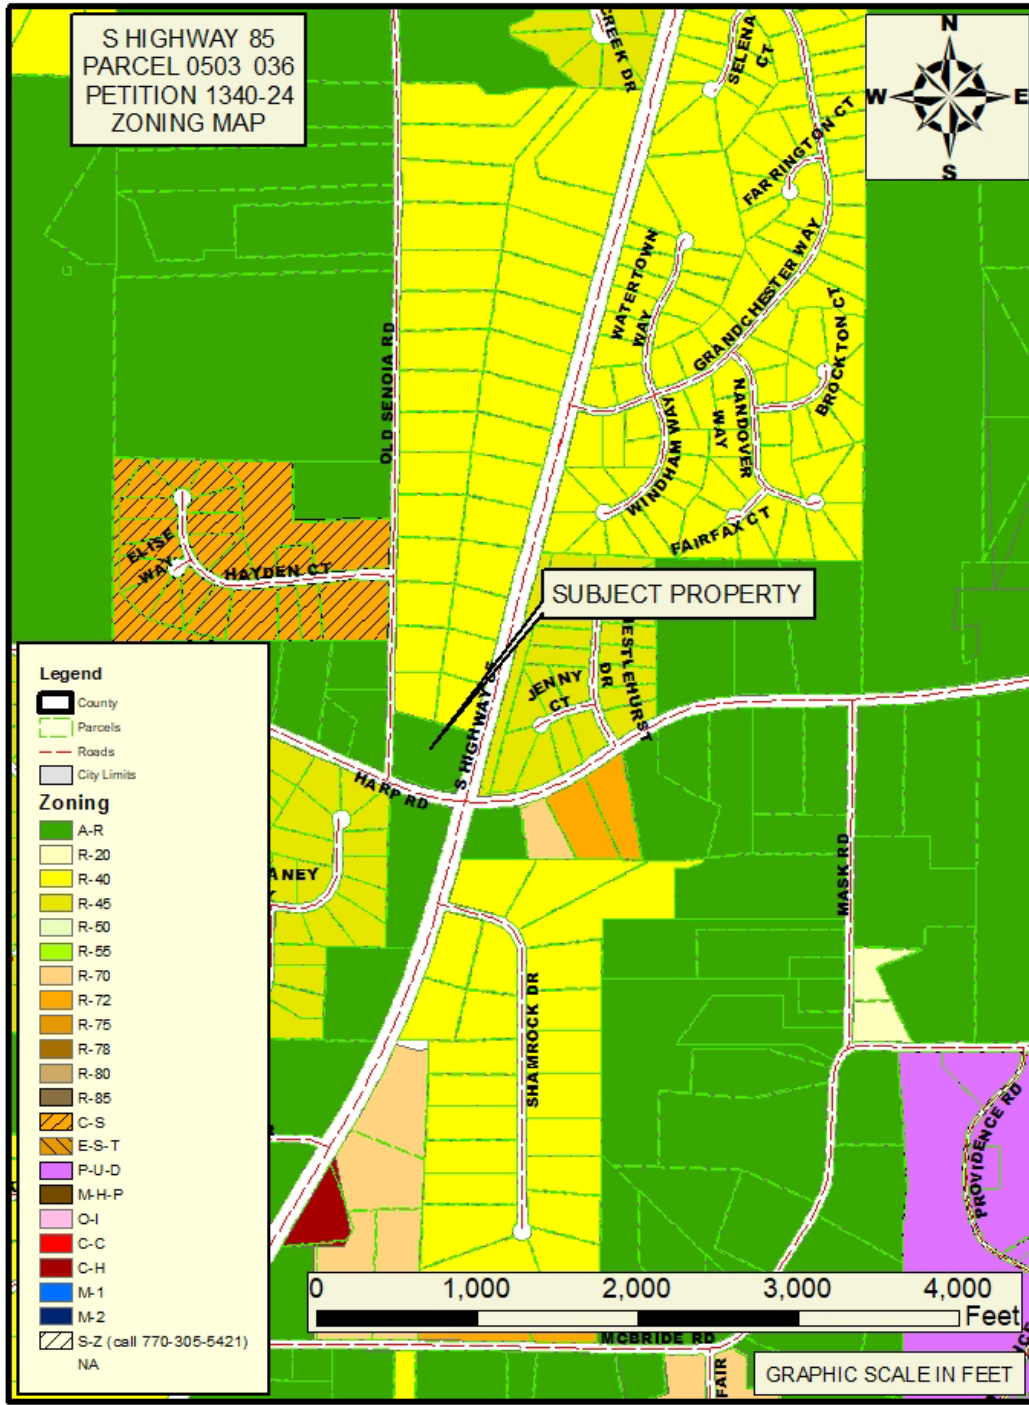 S HIGHWAY 85
PARCEL 0503 036
PETITION 1340-24
ZONING MAP
N
W
E
S
CREEK DR
SELENA
CT
FARRINGTON CT
WATERTOWN
WAY
GRANDCHESTER WAY
BROCKTON CT
NANDOVER
WAY
WINDHAM WAY
FAIRFAX CT
OLD SENOIA RD
ELISE
WAY
HAYDEN CT
SUBJECT PROPERTY
S HIGHWAY 85
JENNY
CT
IESTLEHURST
DR
HARP RD
MASK RD
ANEY
SHAMROCK DR
PROVIDENCE RD
MCBRIDE RD
FAIR
Legend
County
Parcels
Roads
City Limits
Zoning
A-R
R-20
R-40
R-45
R-50
R-55
R-70
R-72
R-75
R-78
R-80
R-85
C-S
E-S-T
P-U-D
M-H-P
O-I
C-C
C-H
M-1
M-2
S-Z (call 770-305-5421)
NA
0 1,000 2,000 3,000 4,000
Feet
GRAPHIC SCALE IN FEET